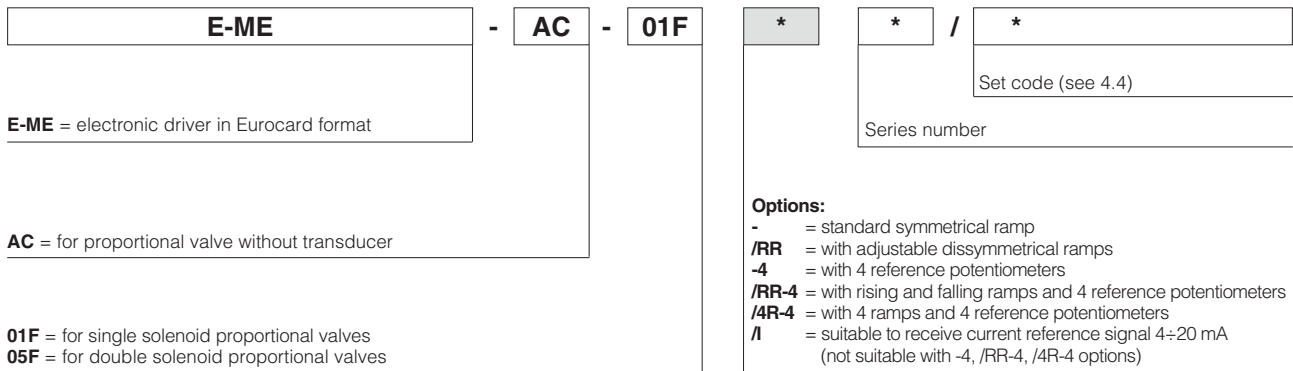 E-ME - AC - 01F * * / *
Set code (see 4.4)
E-ME = electronic driver in Eurocard format
Series number
AC = for proportional valve without transducer
01F = for single solenoid proportional valves
05F = for double solenoid proportional valves
Options:
- = standard symmetrical ramp
/RR = with adjustable dissymmetrical ramps
-4 = with 4 reference potentiometers
/RR-4 = with rising and falling ramps and 4 reference potentiometers
/4R-4 = with 4 ramps and 4 reference potentiometers
/I = suitable to receive current reference signal 4÷20 mA
(not suitable with -4, /RR-4, /4R-4 options)